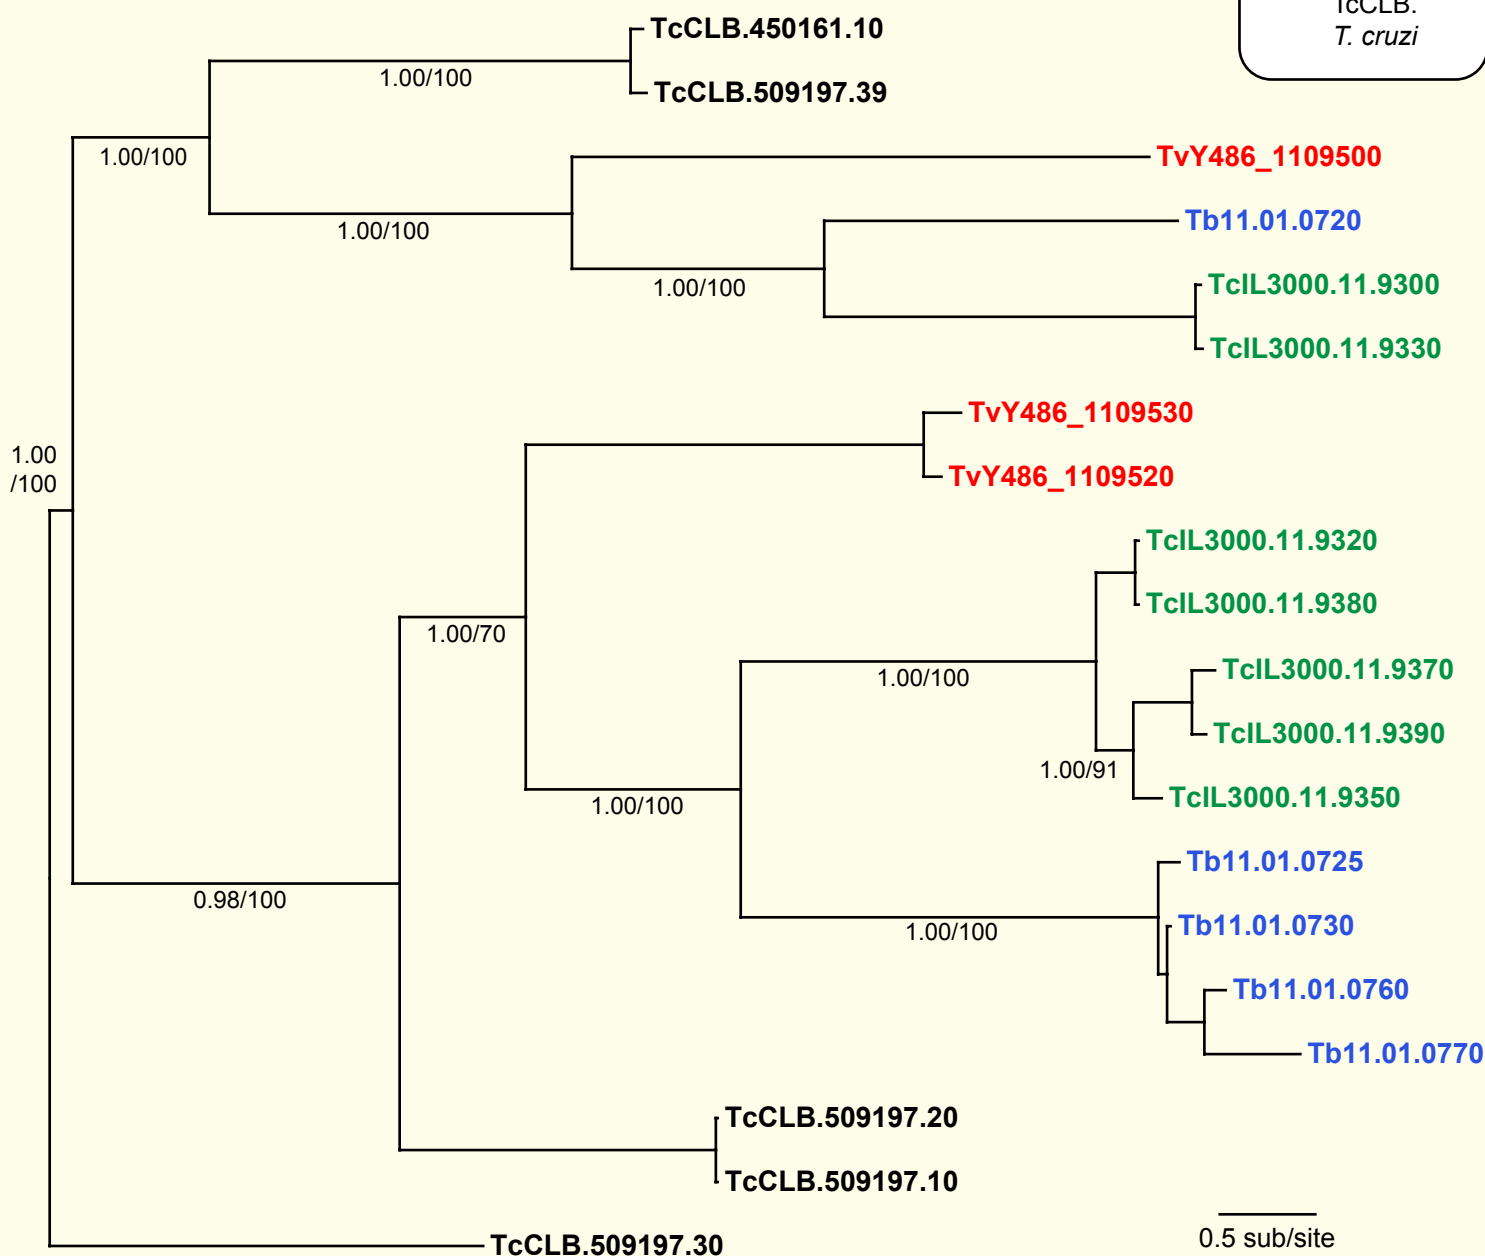 TcCLB.
T. cruzi
TcCLB.450161.10
1.00/100
TcCLB.509197.39
1.00/100
TvY486_1109500
Tb11.01.0720
1.00/100
1.00/100
TcIL3000.11.9300
TcIL3000.11.9330
TvY486_1109530
1.00
/100
TvY486_1109520
TcIL3000.11.9320
TcIL3000.11.9380
1.00/70
1.00/100
TcIL3000.11.9370
TcIL3000.11.9390
1.00/91
TcIL3000.11.9350
1.00/100
Tb11.01.0725
0.98/100
Tb11.01.0730
1.00/100
Tb11.01.0760
Tb11.01.0770
TcCLB.509197.20
TcCLB.509197.10
TcCLB.509197.30
0.5 sub/site